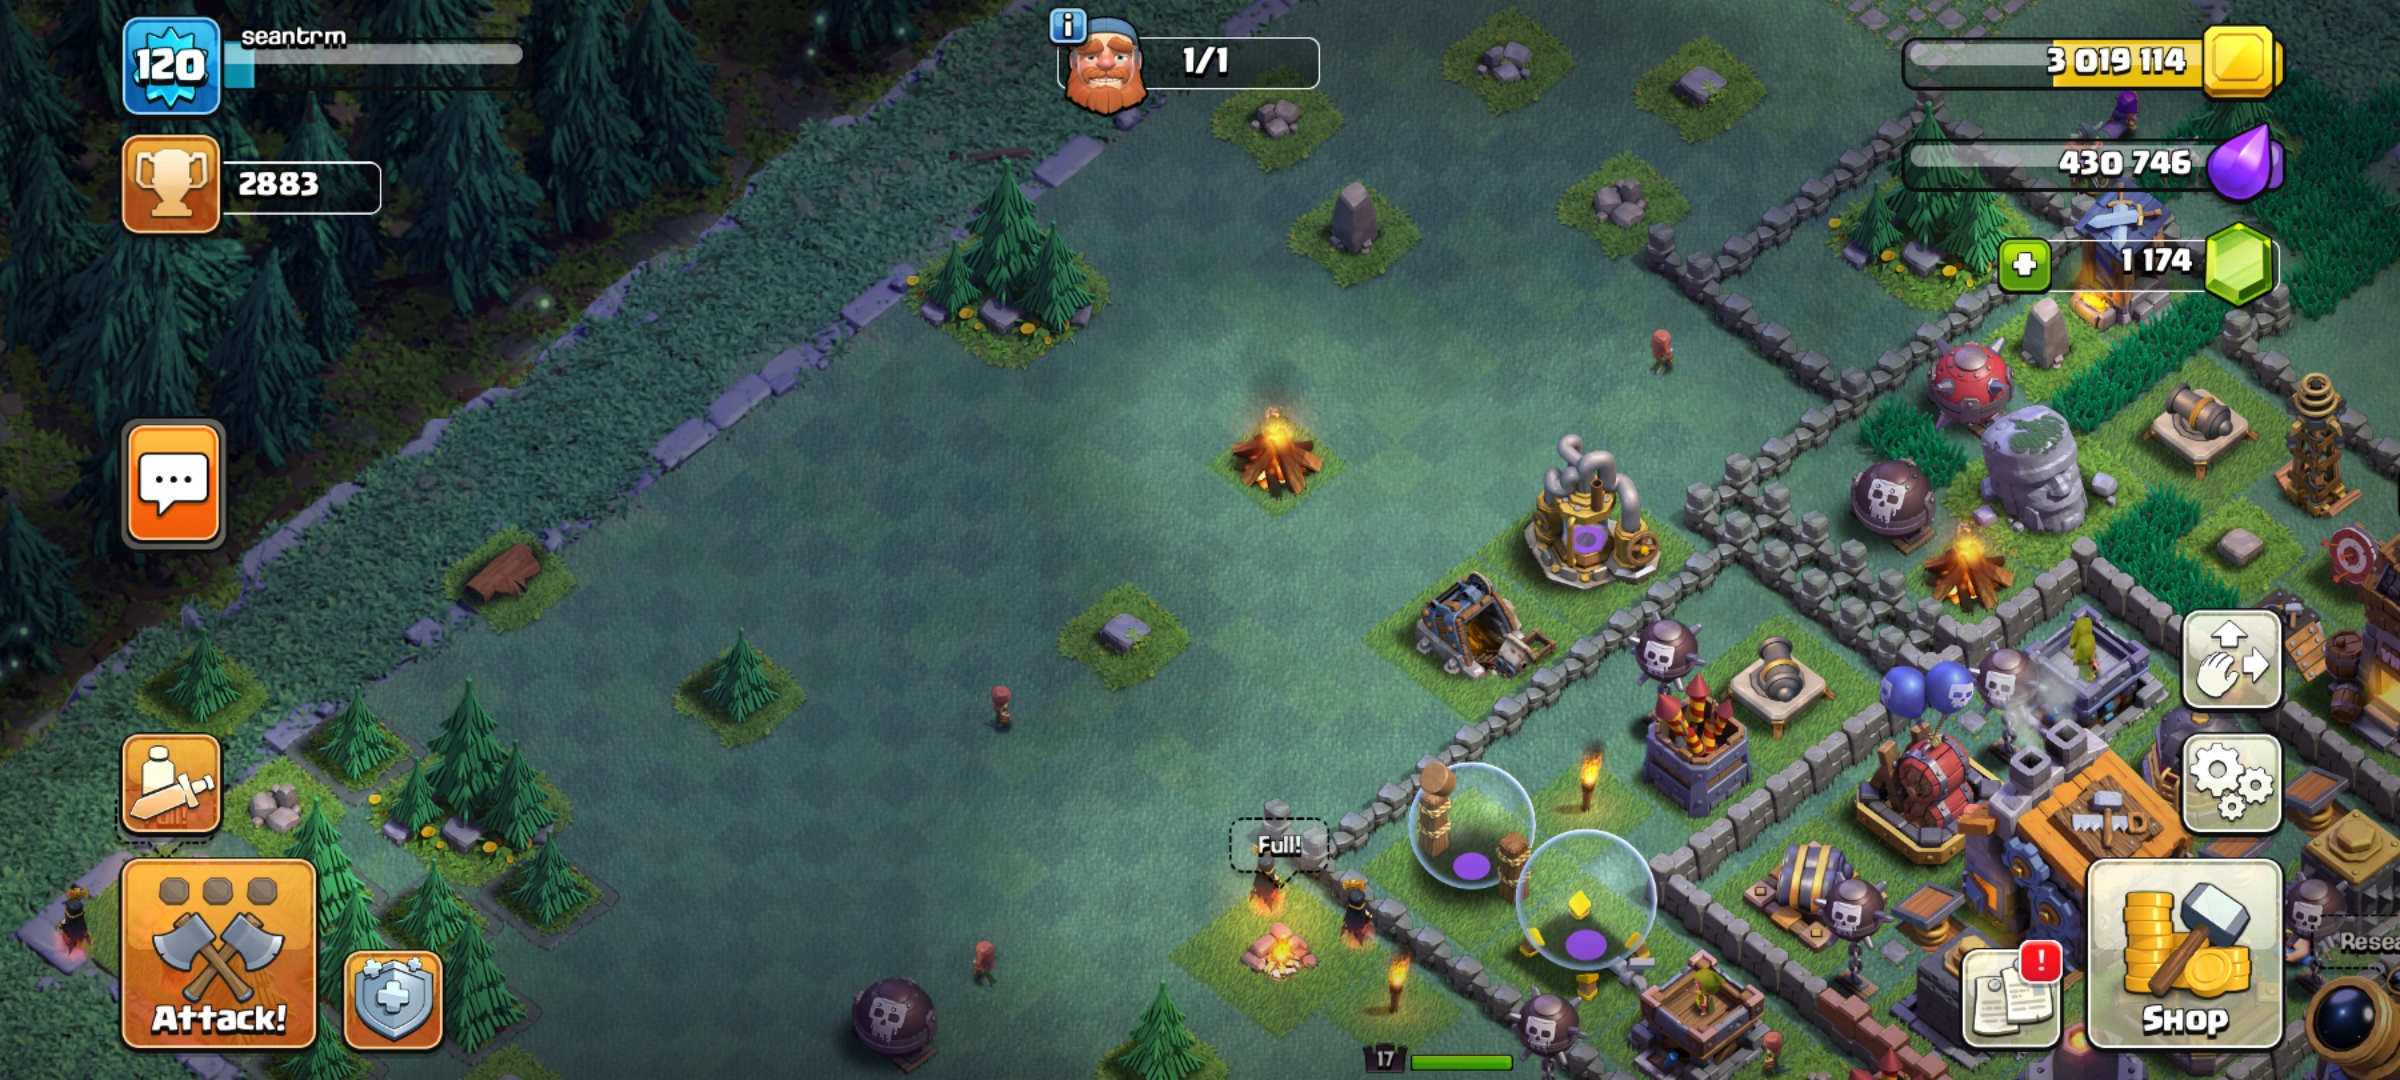 120
seantrm
i
1/1
3 019 114
2883
430 746
1 174
Full!
Resea
Attack!
!
Shop
17